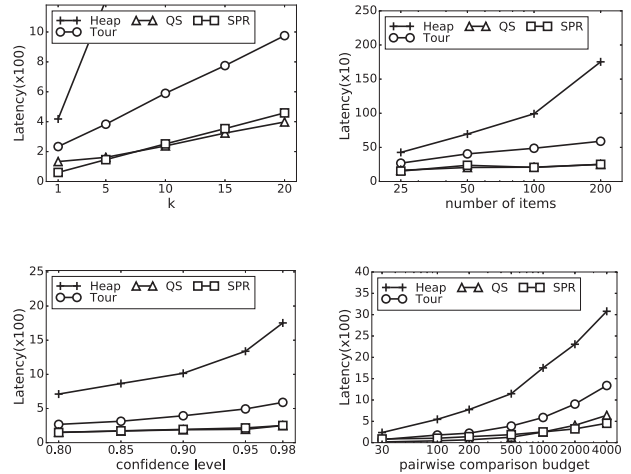 Latency(x100)
10
8
6
4
2
0
Heap QS SPR
Tour
1 5 10 15 20
k
Latency(x10)
250
200
150
100
50
0
Heap QS SPR
Tour
25 50 100 200
number of items
Latency(x100)
25
20
15
10
5
0
Heap QS SPR
Tour
0.80 0.85 0.90 0.95 0.98
confidence level
Latency(x100)
40
35
30
25
20
15
10
5
0
Heap QS SPR
Tour
30 100 200 500 1000 2000 4000
pairwise comparison budget